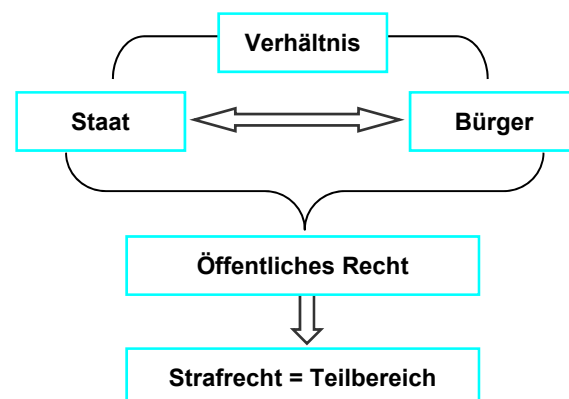 Verhältnis
Staat
Bürger
Öffentliches Recht
Strafrecht = Teilbereich